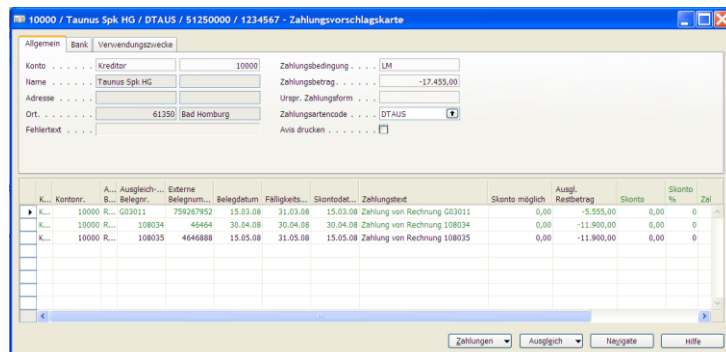 10000 / Taunus Spk HG / DTAUS / 51250000 / 1234567 - Zahlungsvorschlagskarte
Allgemein Bank Verwendungszwecke
Konto . . . . . . . Kreditor 10000 Zahlungsbedingung . . . . LM
Name . . . . . . . Taunus Spk HG Zahlungsbetrag. . . . . . -17.455,00
Adresse . . . . . Urspr. Zahlungsform . . . .
Ort. . . . . . . . 61350 Bad Homburg Zahlungsartencode . . . . DTAUS
Fehlertext . . . . Avis drucken . . . . . . .
A... Ausgleich-... Externe Ausgl. Skonto
K... Kontonr. B... Belegnr. Belegnum... Belegdatum Fälligkeits... Skontodat... Zahlungstext Skonto möglich Restbetrag Skonto % Zal
K... 10000 R... G03011 759267952 15.03.08 31.03.08 15.03.08 Zahlung von Rechnung G03011 0,00 -5.555,00 0,00 0
K... 10000 R... 108034 46464 30.04.08 30.04.08 30.04.08 Zahlung von Rechnung 108034 0,00 -11.900,00 0,00 0
K... 10000 R... 108035 4646888 15.05.08 31.05.08 15.05.08 Zahlung von Rechnung 108035 0,00 -11.900,00 0,00 0
Zahlungen Ausgleich Navigate Hilfe